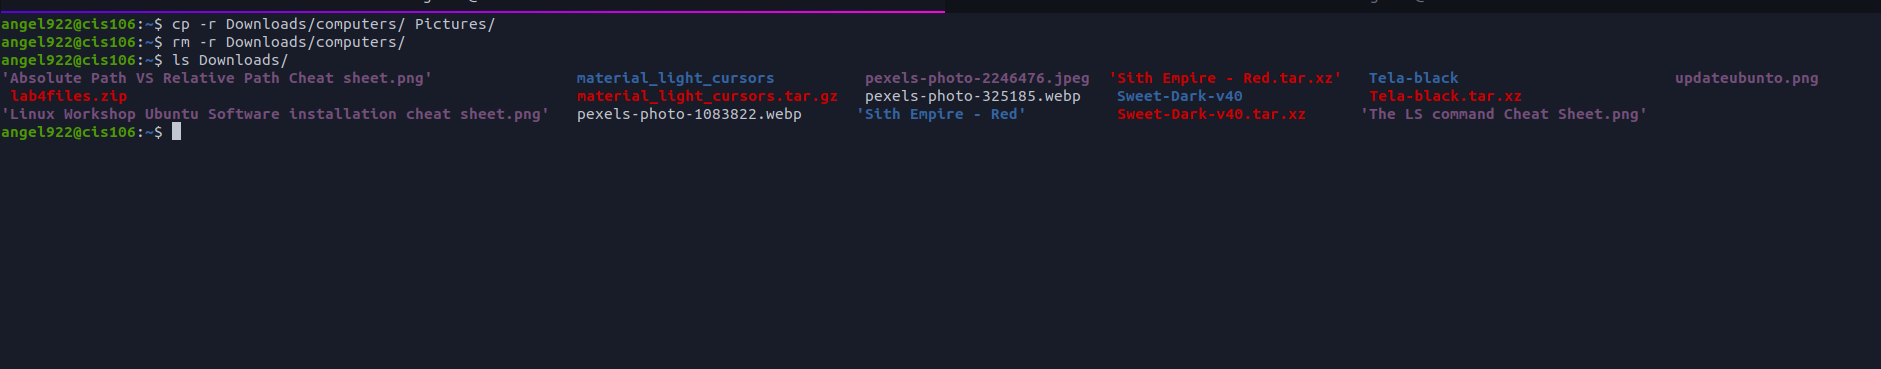 angel922@cis106:~$ cp -r Downloads/computers/ Pictures/
angel922@cis106:~$ rm -r Downloads/computers/
angel922@cis106:~$ ls Downloads/
'Absolute Path VS Relative Path Cheat sheet.png' material_light_cursors pexels-photo-2246476.jpeg 'Sith Empire - Red.tar.xz' Tela-black updateubunto.png
lab4files.zip material_light_cursors.tar.gz pexels-photo-325185.webp Sweet-Dark-v40 Tela-black.tar.xz
'Linux Workshop Ubuntu Software installation cheat sheet.png' pexels-photo-1083822.webp 'Sith Empire - Red' Sweet-Dark-v40.tar.xz 'The LS command Cheat Sheet.png'
angel922@cis106:~$